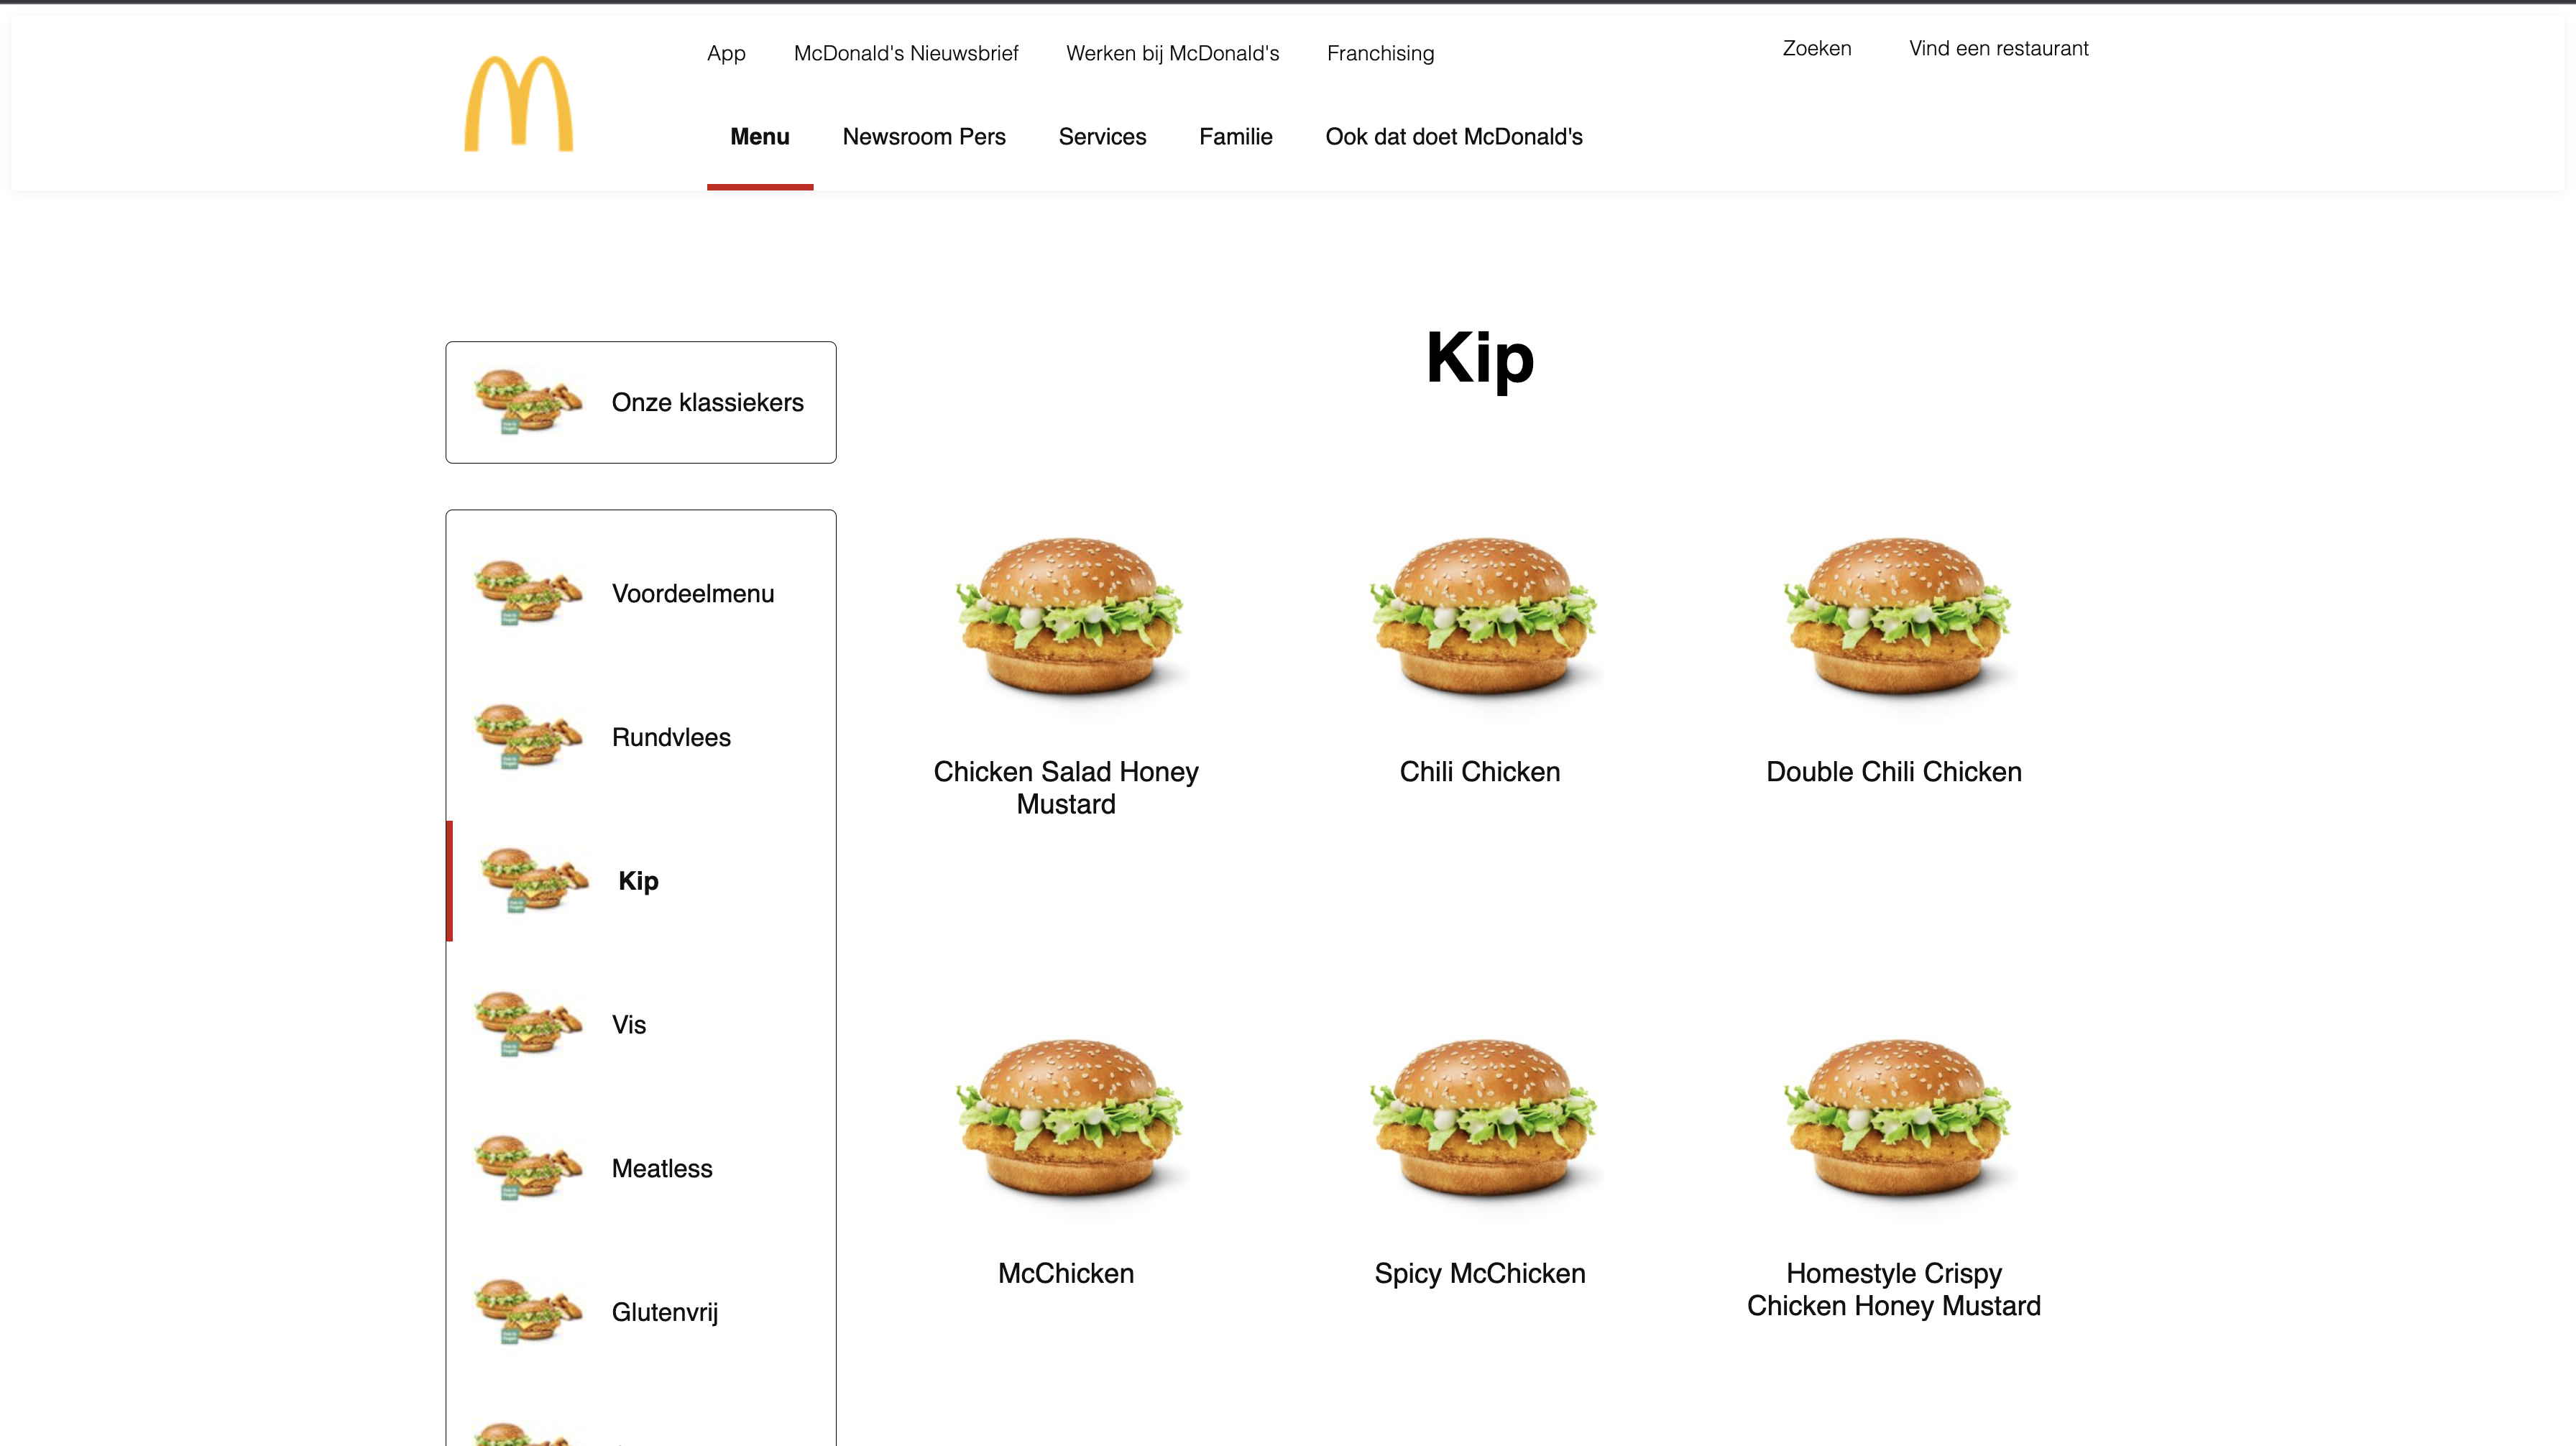 App
McDonald's Nieuwsbrief
Werken bij McDonald's
Franchising
Zoeken
Vind een restaurant
Menu
Newsroom Pers
Services
Familie
Ook dat doet McDonald's
Onze klassiekers
Voordeelmenu
Rundvlees
Kip
Vis
Meatless
Glutenvrij
Kip
Chicken Salad Honey
Mustard
Chili Chicken
Double Chili Chicken
McChicken
Spicy McChicken
Homestyle Crispy
Chicken Honey Mustard